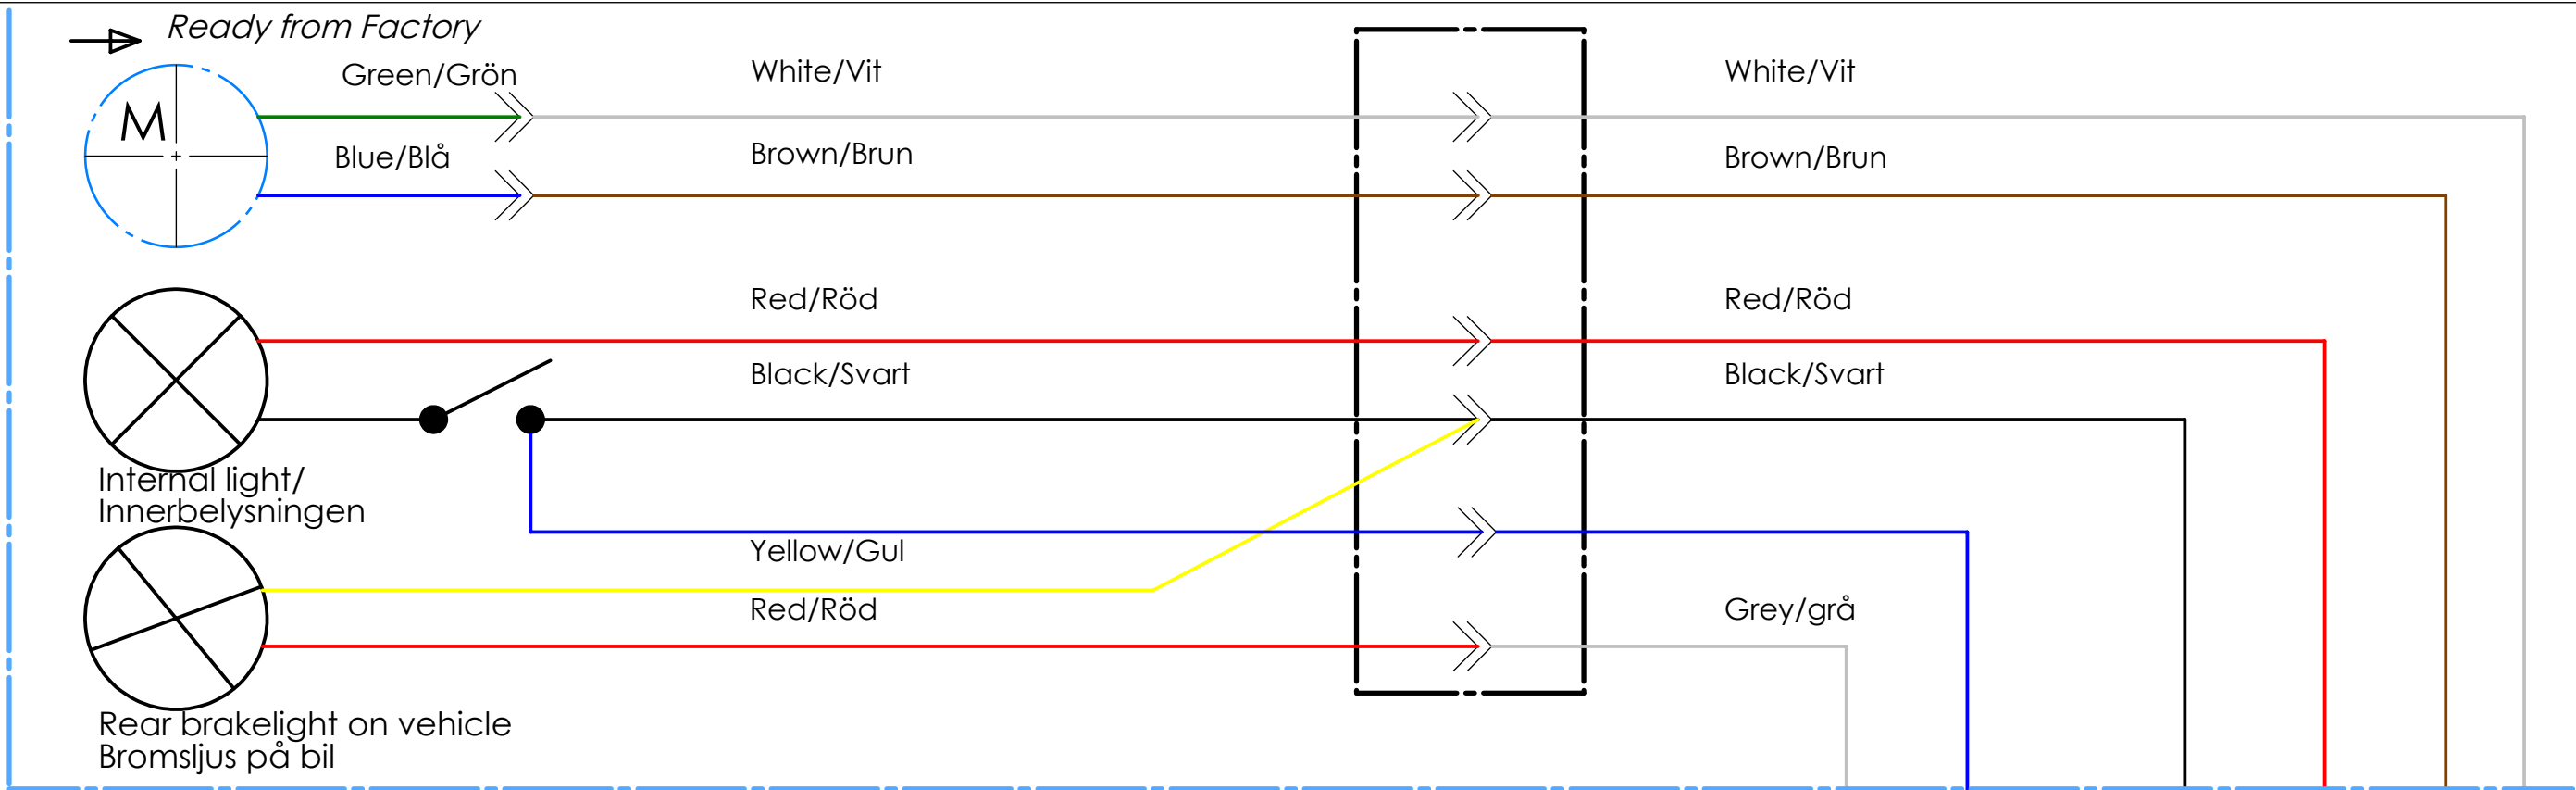 Ready from Factory
Green/Grön
White/Vit
White/Vit
M
Blue/Blå
Brown/Brun
Brown/Brun
Red/Röd
Red/Röd
Black/Svart
Black/Svart
Internal light/
Innerbelysningen
Yellow/Gul
Red/Röd
Grey/grå
Rear brakelight on vehicle
Bromsljus på bil